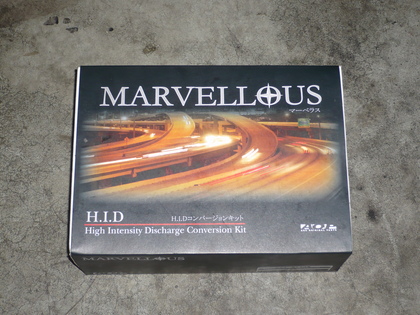 MARVELLOUS
マーベラス
H.I.D
H.I.Dコンバージョンキット
High Intensity Discharge Conversion Kit
MARVELLOUS